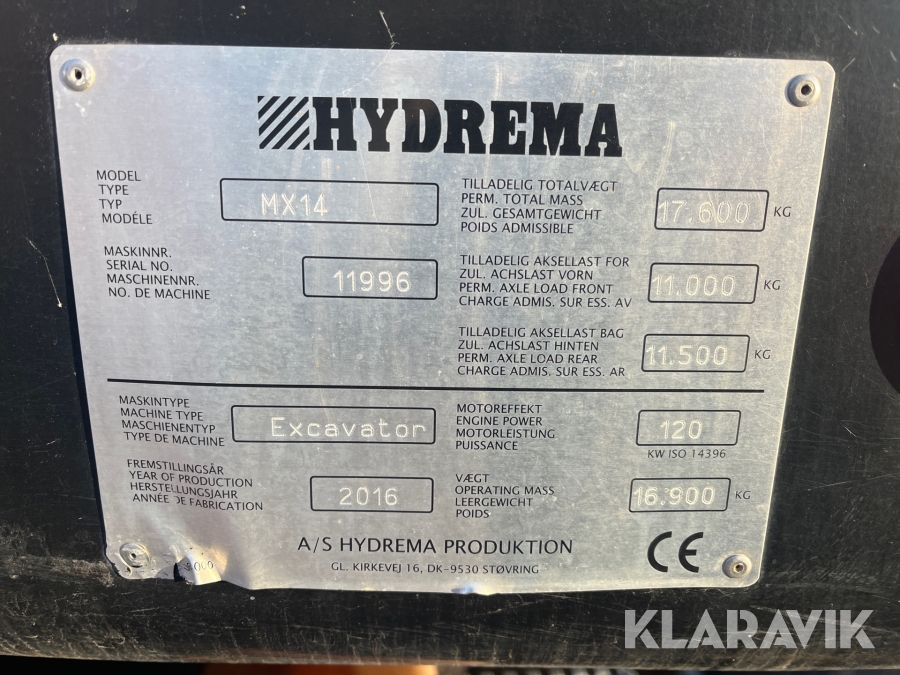 HYDREMA
MODEL
TYPE
TYP
MODÉLE
MX14
TILLADELIG TOTALVÆGT
PERM. TOTAL MASS
ZUL. GESAMTGEWICHT
POIDS ADMISSIBLE
17.600 KG
MASKINNR.
SERIAL NO.
MASCHINENNR.
NO. DE MACHINE
11996
TILLADELIG AKSELLAST FOR
ZUL. ACHSLAST VORN
PERM. AXLE LOAD FRONT
CHARGE ADMIS. SUR ESS. AV
11.000 KG
TILLADELIG AKSELLAST BAG
ZUL. ACHSLAST HINTEN
PERM. AXLE LOAD REAR
CHARGE ADMIS. SUR ESS. AR
11.500 KG
MASKINTYPE
MACHINE TYPE
MASCHIENENTYP
TYPE DE MACHINE
Excavator
MOTOREFFEKT
ENGINE POWER
MOTORLEISTUNG
PUISSANCE
120
KW ISO 14396
FREMSTILLINGSÅR
YEAR OF PRODUCTION
HERSTELLUNGSJAHR
ANNÉE DE FABRICATION
2016
VÆGT
OPERATING MASS
LEERGEWICHT
POIDS
16.900 KG
A/S HYDREMA PRODUKTION
GL. KIRKEVEJ 16, DK-9530 STØVRING
CE
KLARAVIK